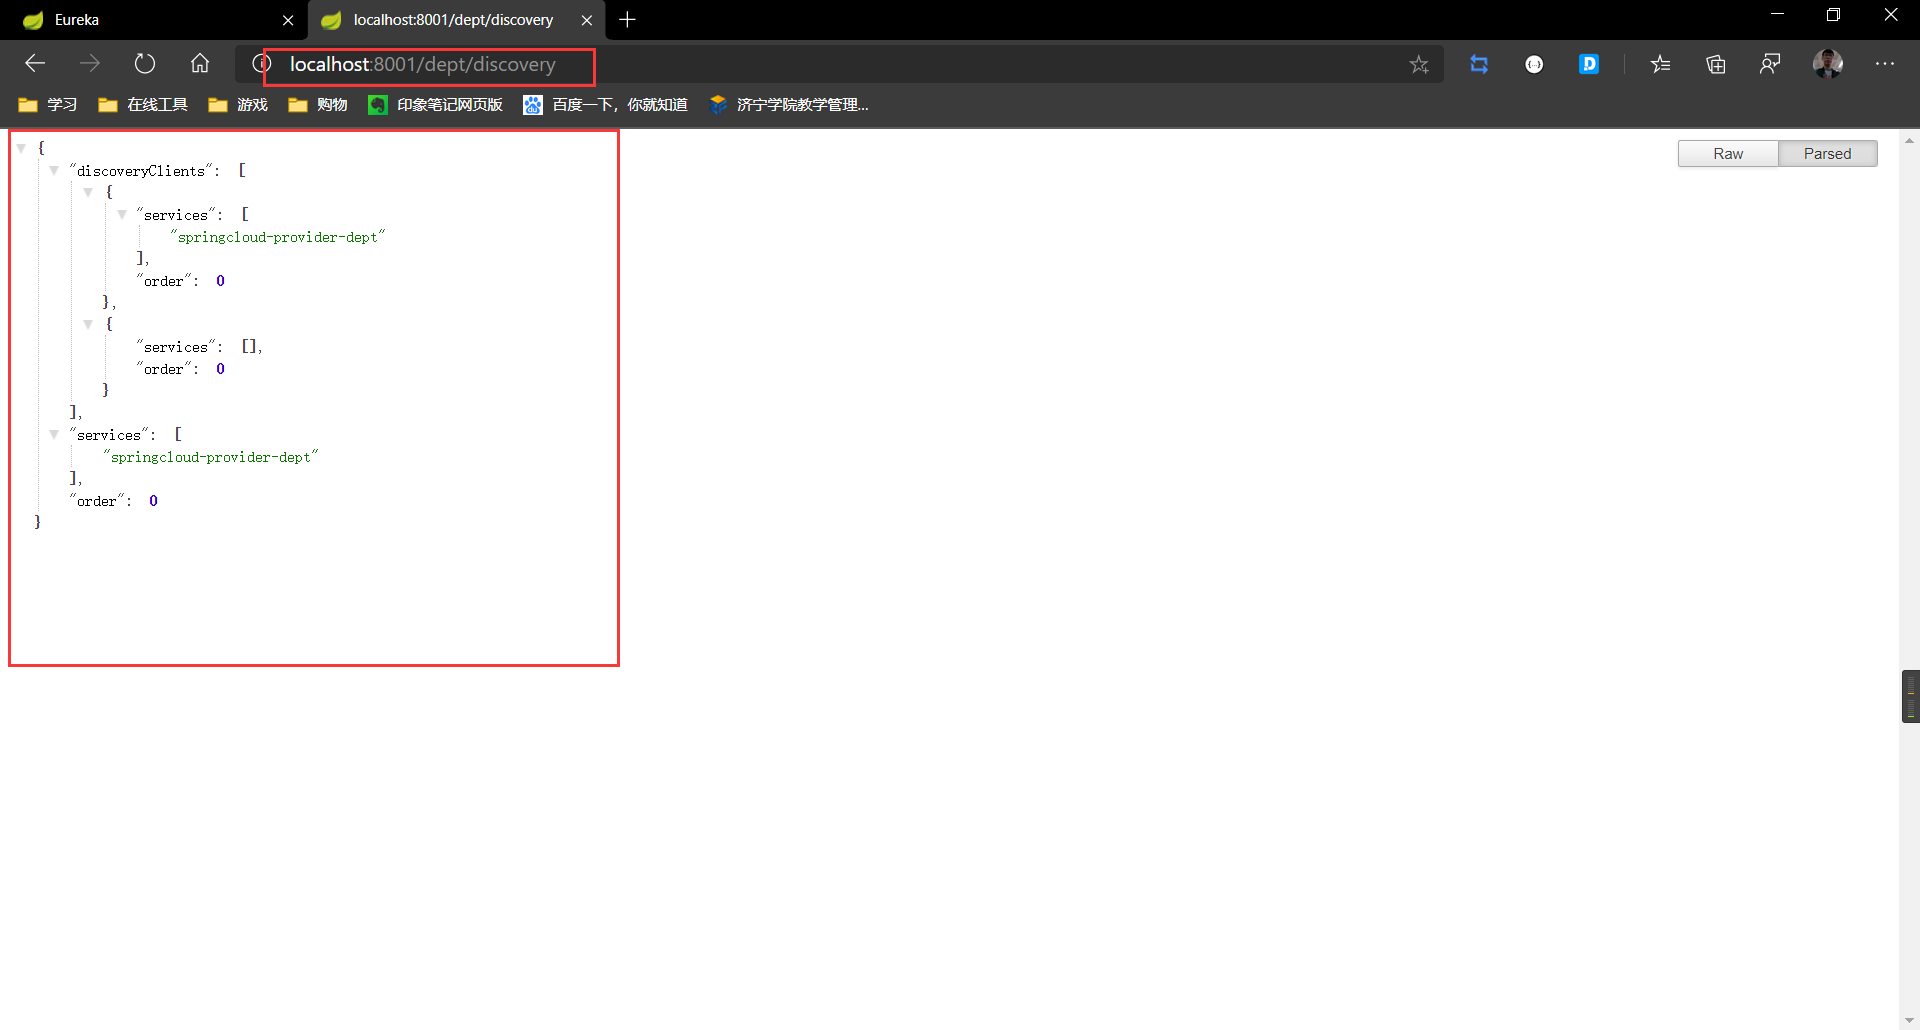 Eureka
localhost:8001/dept/discovery
localhost:8001/dept/discovery
学习
在线工具
游戏
购物
印象笔记网页版
百度一下，你就知道
济宁学院教学管理...
Raw
Parsed
{
"discoveryClients": [
{
"services": [
"springcloud-provider-dept"
],
"order": 0
},
{
"services": [],
"order": 0
}
],
"services": [
"springcloud-provider-dept"
],
"order": 0
}